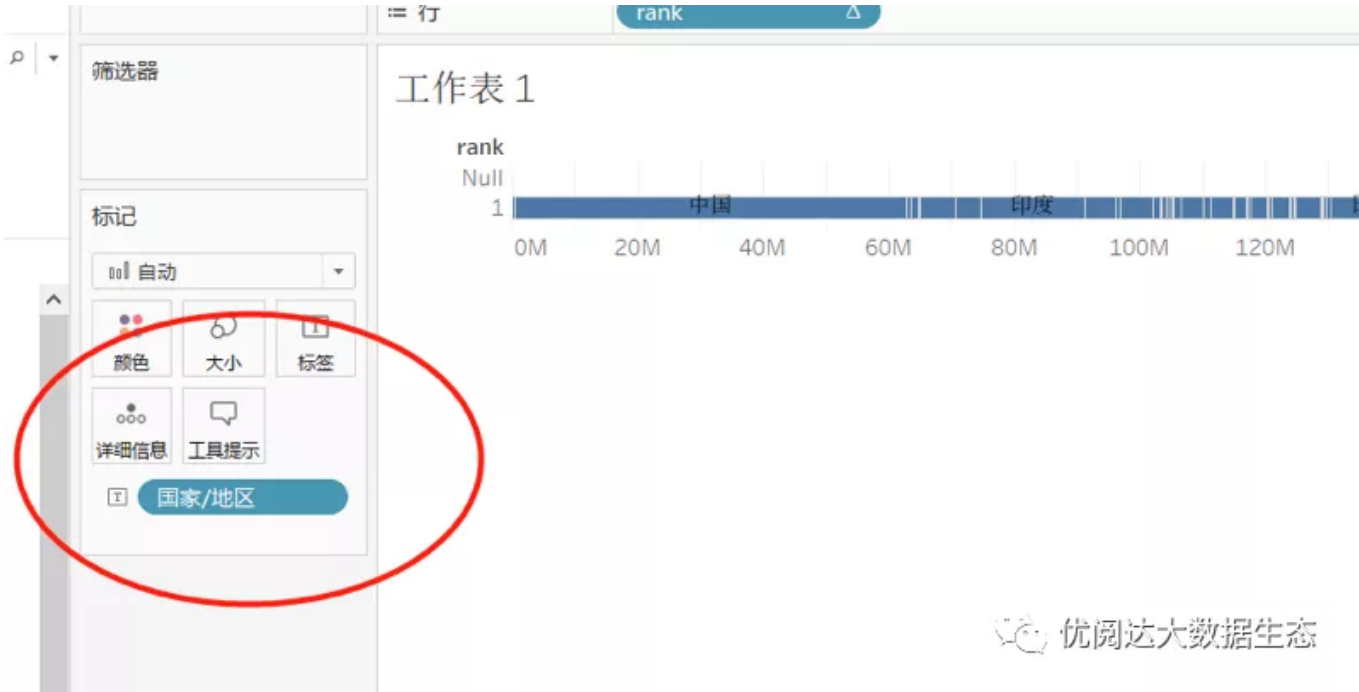 行
rank
Δ
筛选器
工作表 1
rank
Null
1
中国
印度
0M 20M 40M 60M 80M 100M 120M
标记
自动
颜色 大小 标签
详细信息 工具提示
T 国家/地区
优阅达大数据生态